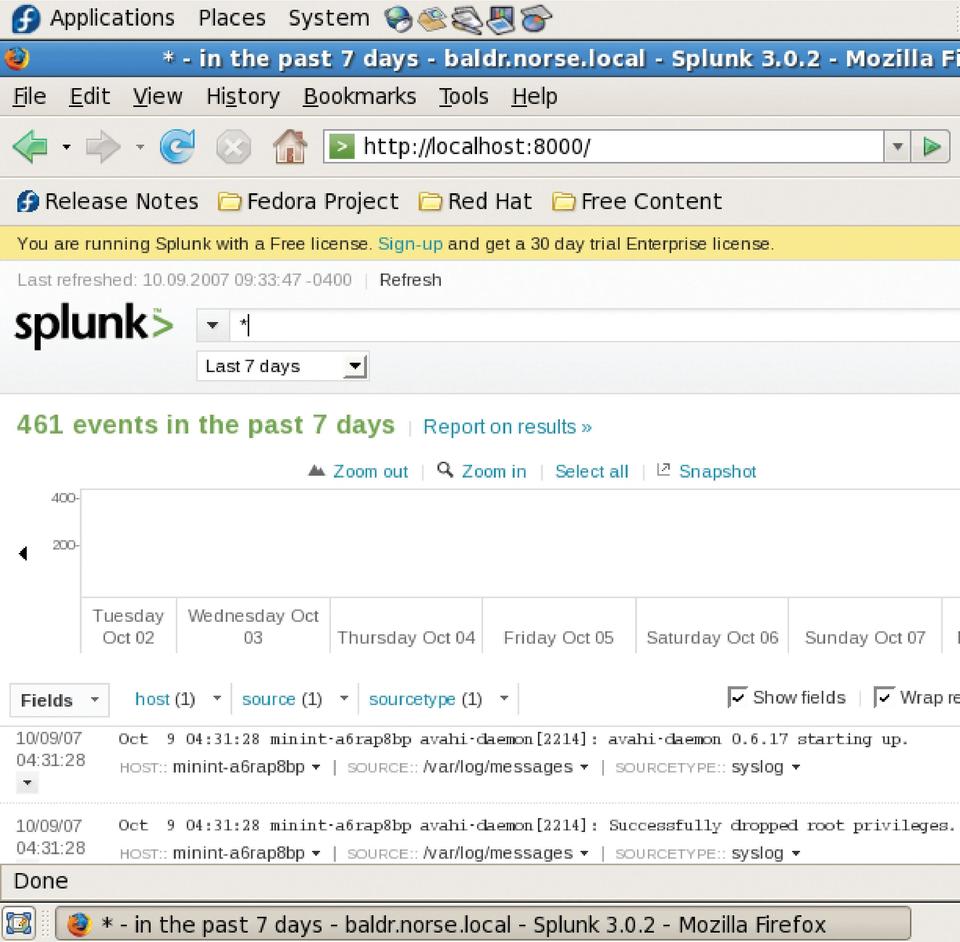 Applications Places System
* - in the past 7 days - baldr.norse.local - Splunk 3.0.2 - Mozilla Fi
File Edit View History Bookmarks Tools Help
http://localhost:8000/
Release Notes Fedora Project Red Hat Free Content
You are running Splunk with a Free license. Sign-up and get a 30 day trial Enterprise license.
Last refreshed: 10.09.2007 09:33:47 -0400 | Refresh
splunk>™ *
Last 7 days
461 events in the past 7 days | Report on results »
Zoom out | Zoom in | Select all | Snapshot
400-
200-
Tuesday Oct 02
Wednesday Oct 03
Thursday Oct 04
Friday Oct 05
Saturday Oct 06
Sunday Oct 07
Fields host (1) source (1) sourcetype (1) Show fields | Wrap re
10/09/07 04:31:28
Oct 9 04:31:28 minint-a6rap8bp avahi-daemon[2214]: avahi-daemon 0.6.17 starting up.
HOST:: minint-a6rap8bp | SOURCE:: /var/log/messages | SOURCETYPE:: syslog
10/09/07 04:31:28
Oct 9 04:31:28 minint-a6rap8bp avahi-daemon[2214]: Successfully dropped root privileges.
HOST:: minint-a6rap8bp | SOURCE:: /var/log/messages | SOURCETYPE:: syslog
Done
* - in the past 7 days - baldr.norse.local - Splunk 3.0.2 - Mozilla Firefox